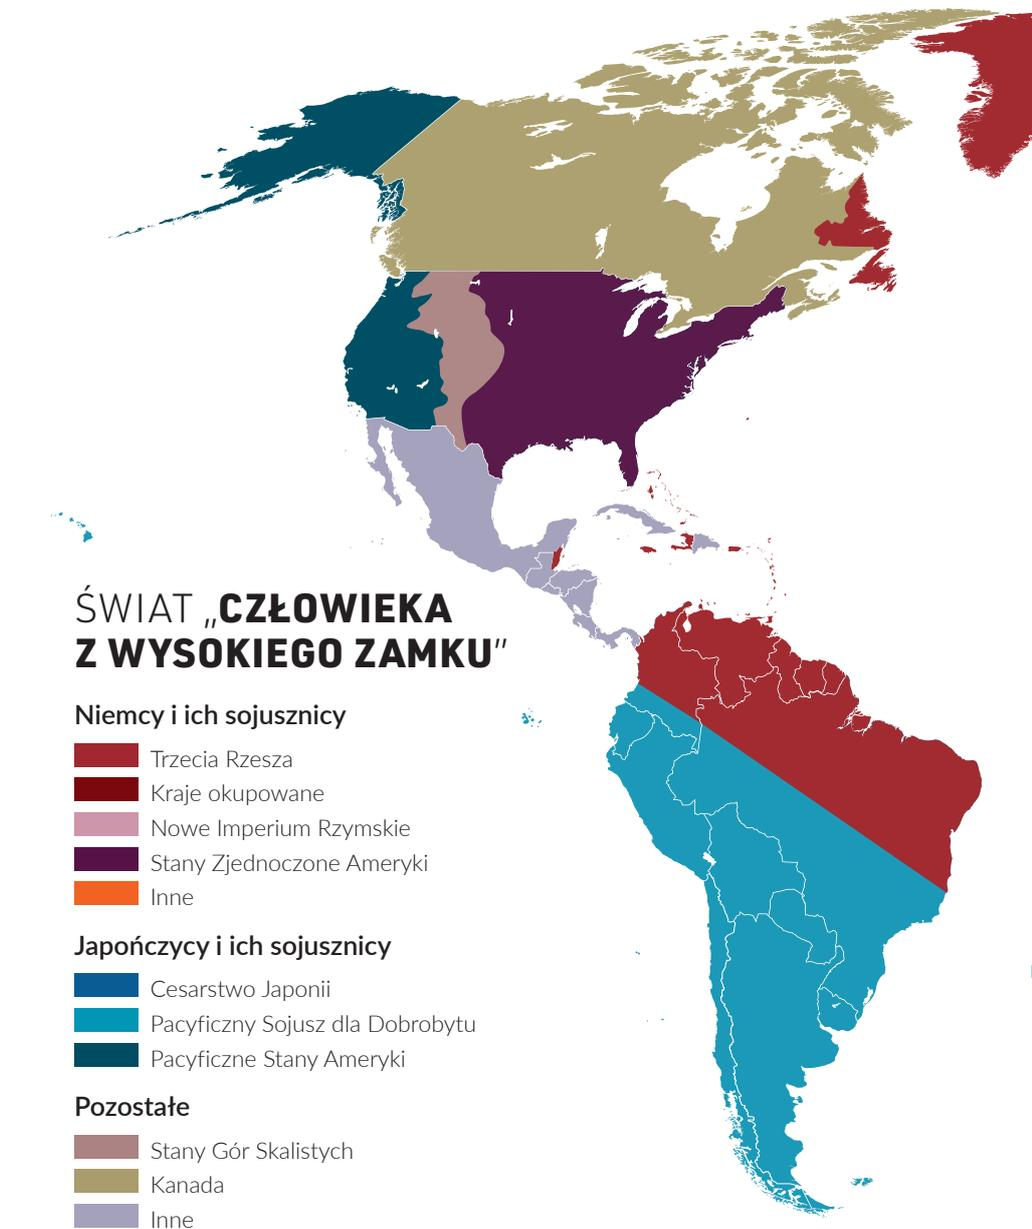 ŚWIAT „CZŁOWIEKA
Z WYSOKIEGO ZAMKU”
Niemcy i ich sojusznicy
Trzecia Rzesza
Kraje okupowane
Nowe Imperium Rzymskie
Stany Zjednoczone Ameryki
Inne
Japończycy i ich sojusznicy
Cesarstwo Japonii
Pacyficzny Sojusz dla Dobrobytu
Pacyficzne Stany Ameryki
Pozostałe
Stany Gór Skalistych
Kanada
Inne